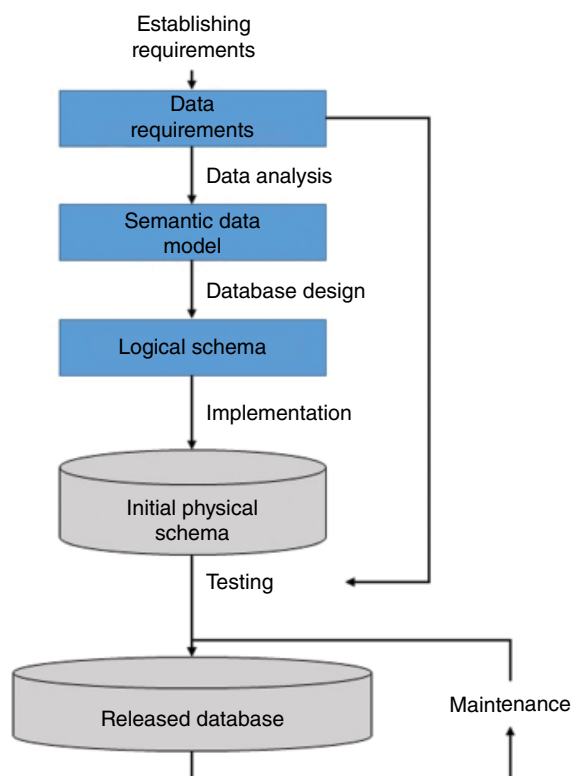 Establishing
requirements
Data
requirements
Data analysis
Semantic data
model
Database design
Logical schema
Implementation
Initial physical
schema
Testing
Maintenance
Released database